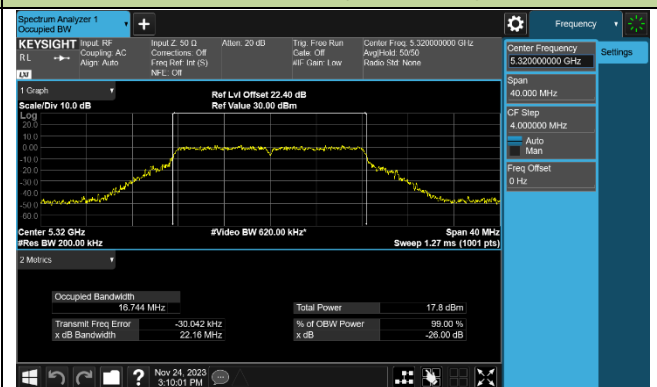 Spectrum Analyzer 1
Occupied BW
+
Frequency
KEYSIGHT
RL
LXI
Input: RF
Coupling: AC
Align: Auto
Input Z: 50 Ω
Corrections: Off
Freq Ref: Int (S)
NFE: Off
Atten: 20 dB
Trig: Free Run
Gate: Off
#IF Gain: Low
Center Freq: 5.320000000 GHz
Avg|Hold: 50/50
Radio Std: None
Center Frequency
5.320000000 GHz
Settings
Span
40.000 MHz
CF Step
4.000000 MHz
Auto
Man
Freq Offset
0 Hz
1 Graph
Scale/Div 10.0 dB
Ref Lvl Offset 22.40 dB
Ref Value 30.00 dBm
Log
20.0
10.0
0.00
-10.0
-20.0
-30.0
-40.0
-50.0
-60.0
Center 5.32 GHz
#Res BW 200.00 kHz
#Video BW 620.00 kHz*
Span 40 MHz
Sweep 1.27 ms (1001 pts)
2 Metrics
Occupied Bandwidth
16.744 MHz
Total Power 17.8 dBm
Transmit Freq Error -30.042 kHz
% of OBW Power 99.00 %
x dB Bandwidth 22.16 MHz
x dB -26.00 dB
?
Nov 24, 2023
3:10:01 PM